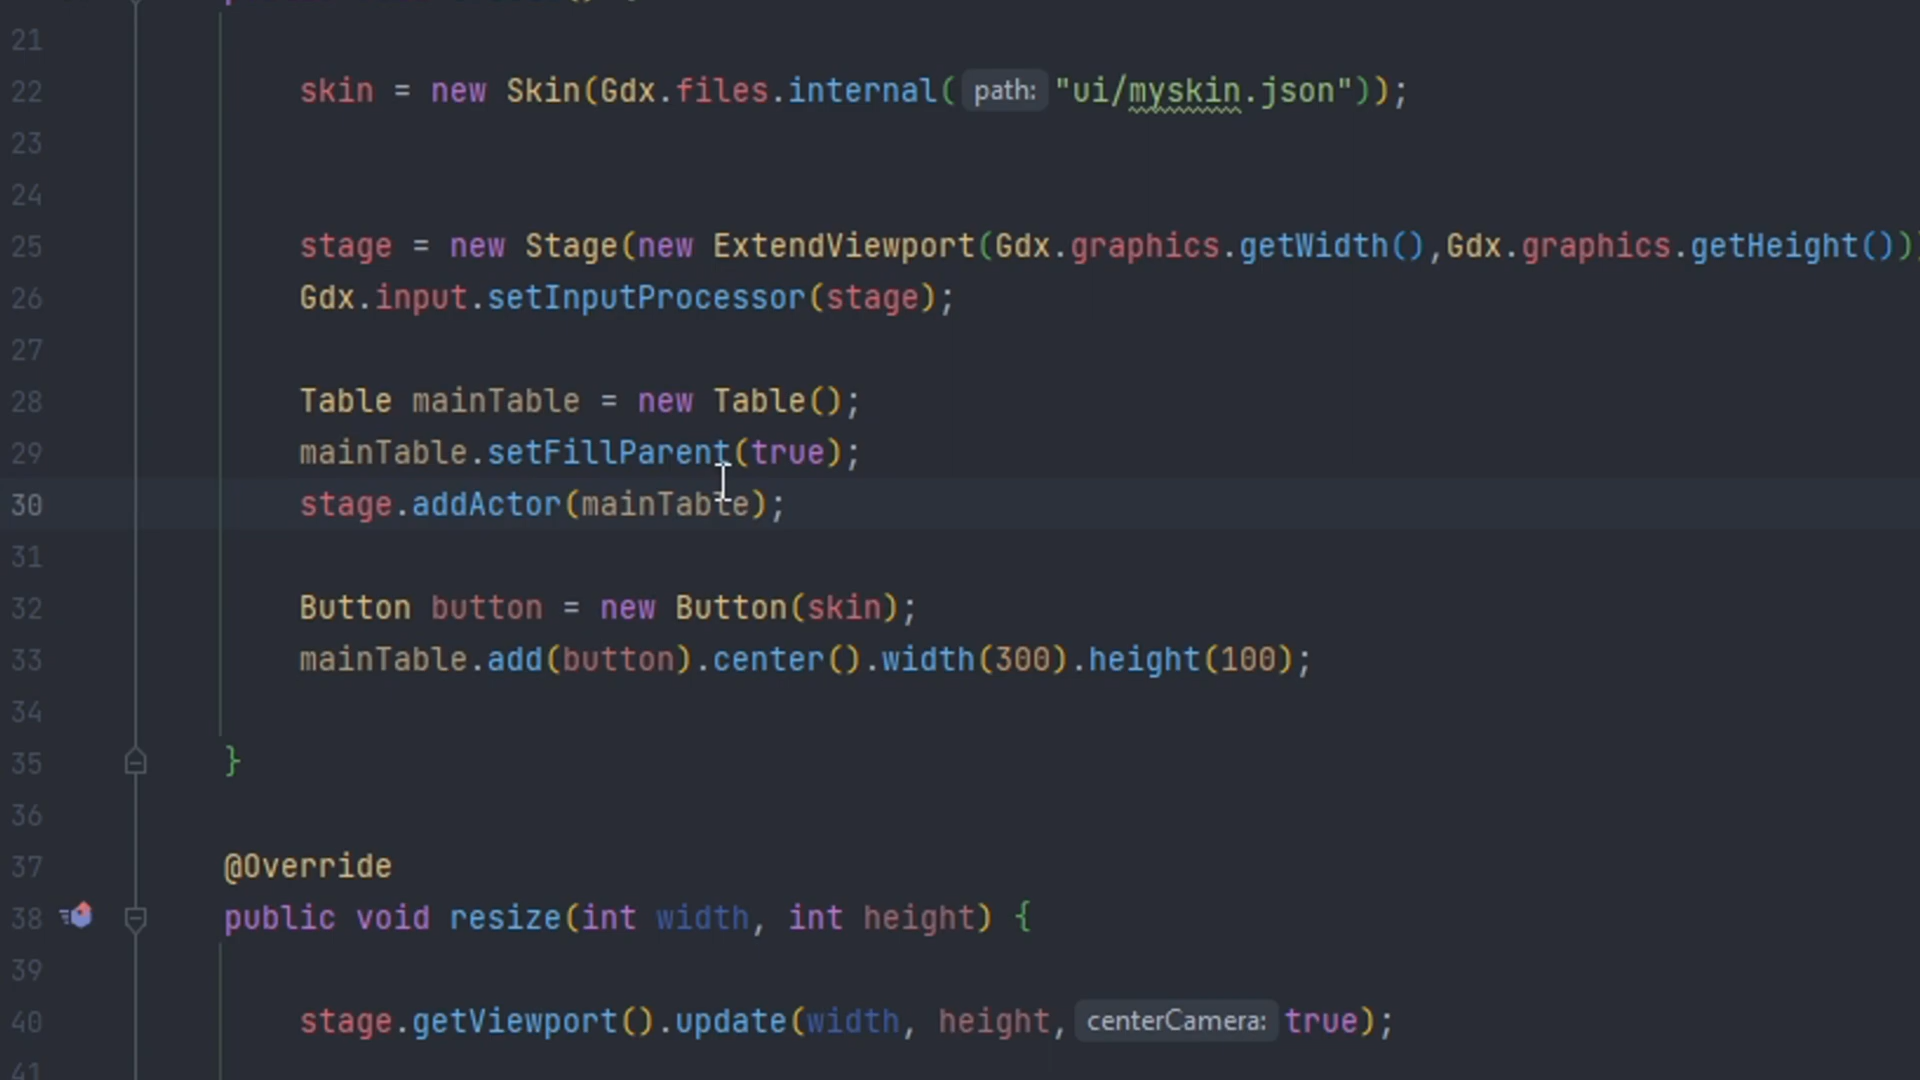 21
22 skin = new Skin(Gdx.files.internal( path: "ui/myskin.json"));
23
24
25 stage = new Stage(new ExtendViewport(Gdx.graphics.getWidth(),Gdx.graphics.getHeight())
26 Gdx.input.setInputProcessor(stage);
27
28 Table mainTable = new Table();
29 mainTable.setFillParent(true);
30 stage.addActor(mainTable);
31
32 Button button = new Button(skin);
33 mainTable.add(button).center().width(300).height(100);
34
35 }
36
37 @Override
38 public void resize(int width, int height) {
39
40 stage.getViewport().update(width, height, centerCamera: true);
41